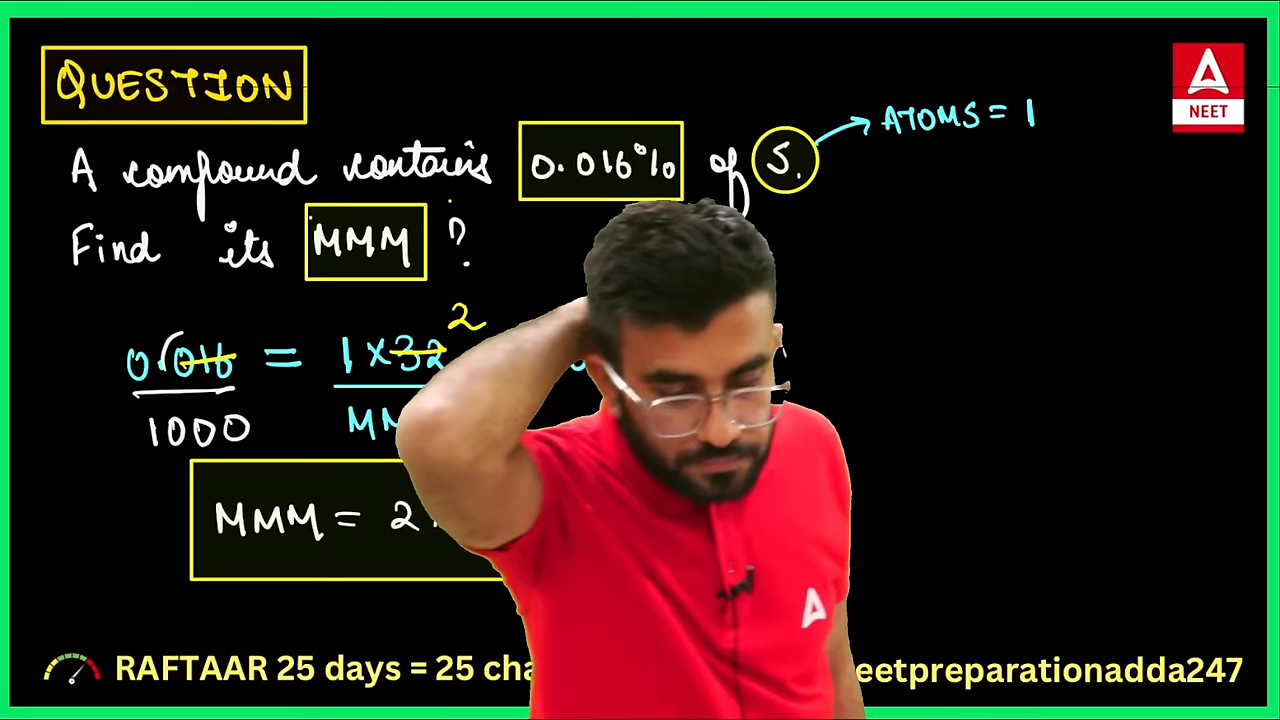 QUESTION
NEET
ATOMS = 1
A compound contains 0.016% of S.
Find its MMM ?
2
0.016 = 1 × 32
1000 MM
MMM = 2
RAFTAAR 25 days = 25 cha
eetpreparationadda247